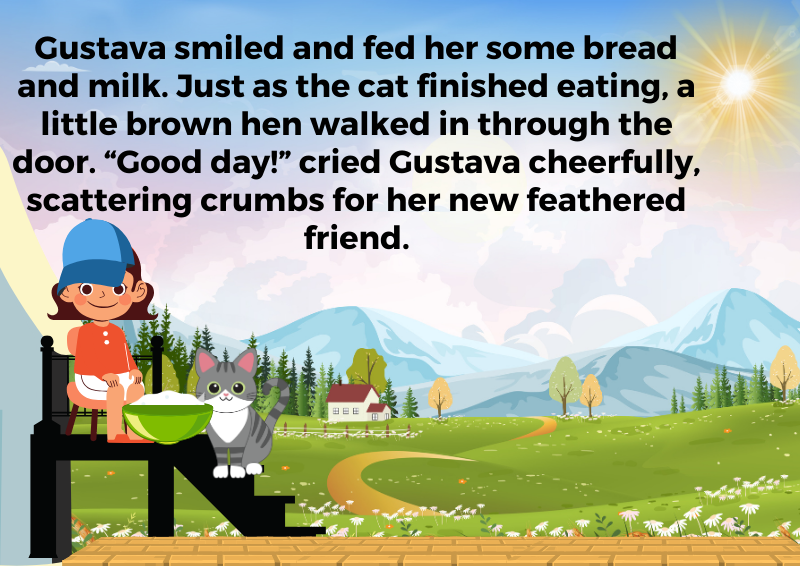 Gustava smiled and fed her some bread
and milk. Just as the cat finished eating, a
little brown hen walked in through the
door. “Good day!” cried Gustava cheerfully,
scattering crumbs for her new feathered
friend.